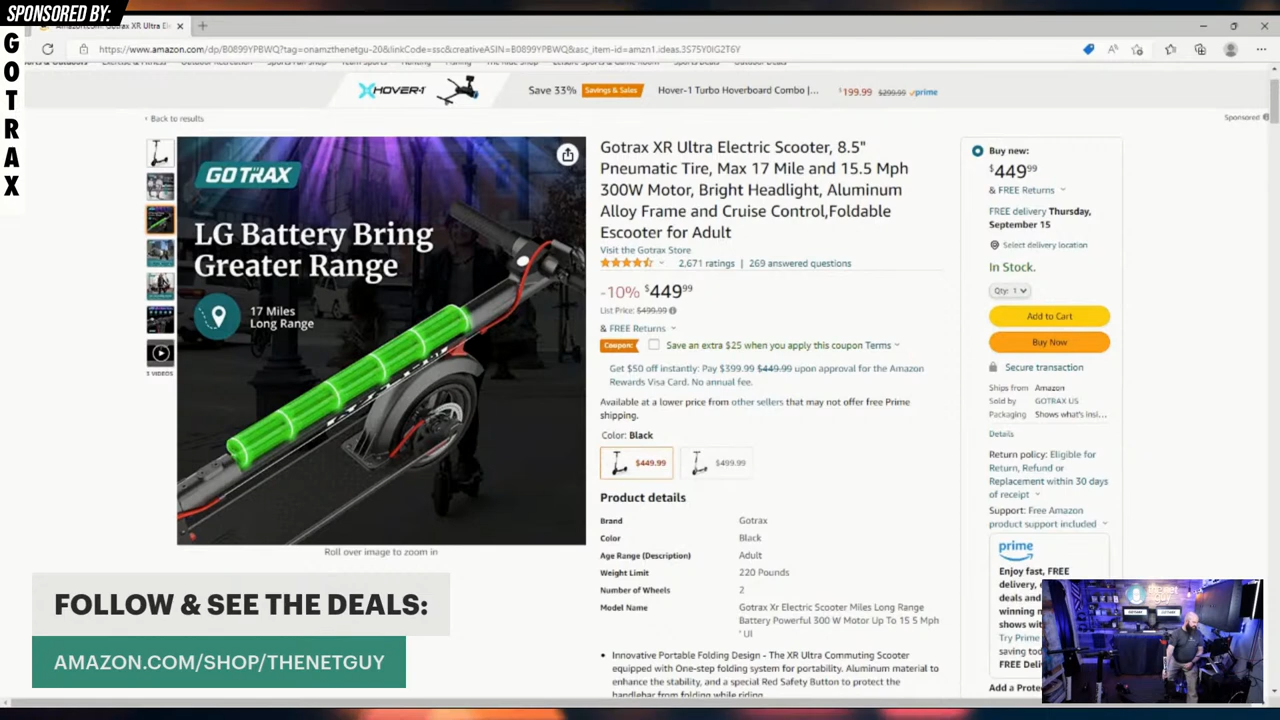 SPONSORED BY:
GOTRAX
Amazon.com: Gotrax XR Ultra Ele
https://www.amazon.com/dp/B0899YPBWQ?tag=onamzthenetgu-20&linkCode=ssc&creativeASIN=B0899YPBWQ&asc_item-id=amzn1.ideas.3S75Y0IG2T6Y
HOVER-1
Save 33%
Savings & Sales
Hover-1 Turbo Hoverboard Combo |...
$199.99 $299.99 prime
Sponsored
‹ Back to results
GOTRAX
LG Battery Bring
Greater Range
17 Miles
Long Range
Roll over image to zoom in
Gotrax XR Ultra Electric Scooter, 8.5"
Pneumatic Tire, Max 17 Mile and 15.5 Mph
300W Motor, Bright Headlight, Aluminum
Alloy Frame and Cruise Control,Foldable
Escooter for Adult
Visit the Gotrax Store
2,671 ratings | 269 answered questions
-10% $449.99
List Price: $499.99
& FREE Returns
Coupon: Save an extra $25 when you apply this coupon Terms
Get $50 off instantly: Pay $399.99 $449.99 upon approval for the Amazon
Rewards Visa Card. No annual fee.
Available at a lower price from other sellers that may not offer free Prime
shipping.
Color: Black
$449.99 $499.99
Product details
Brand Gotrax
Color Black
Age Range (Description) Adult
Weight Limit 220 Pounds
Number of Wheels 2
Model Name Gotrax Xr Electric Scooter Miles Long Range
Battery Powerful 300 W Motor Up To 15 5 Mph
' Ul
• Innovative Portable Folding Design - The XR Ultra Commuting Scooter
equipped with One-step folding system for portability. Aluminum material to
enhance the stability, and a special Red Safety Button to protect the
handlebar from folding while riding.
Buy new:
$449.99
& FREE Returns
FREE delivery Thursday,
September 15
Select delivery location
In Stock.
Qty: 1
Add to Cart
Buy Now
Secure transaction
Ships from Amazon
Sold by GOTRAX US
Packaging Shows what's insi...
Details
Return policy: Eligible for
Return, Refund or
Replacement within 30 days
of receipt
Support: Free Amazon
product support included
prime
Enjoy fast, FREE
delivery,
deals and
winning
shows with
Try Prime
saving
FREE
Add a Prote
FOLLOW & SEE THE DEALS:
AMAZON.COM/SHOP/THENETGUY